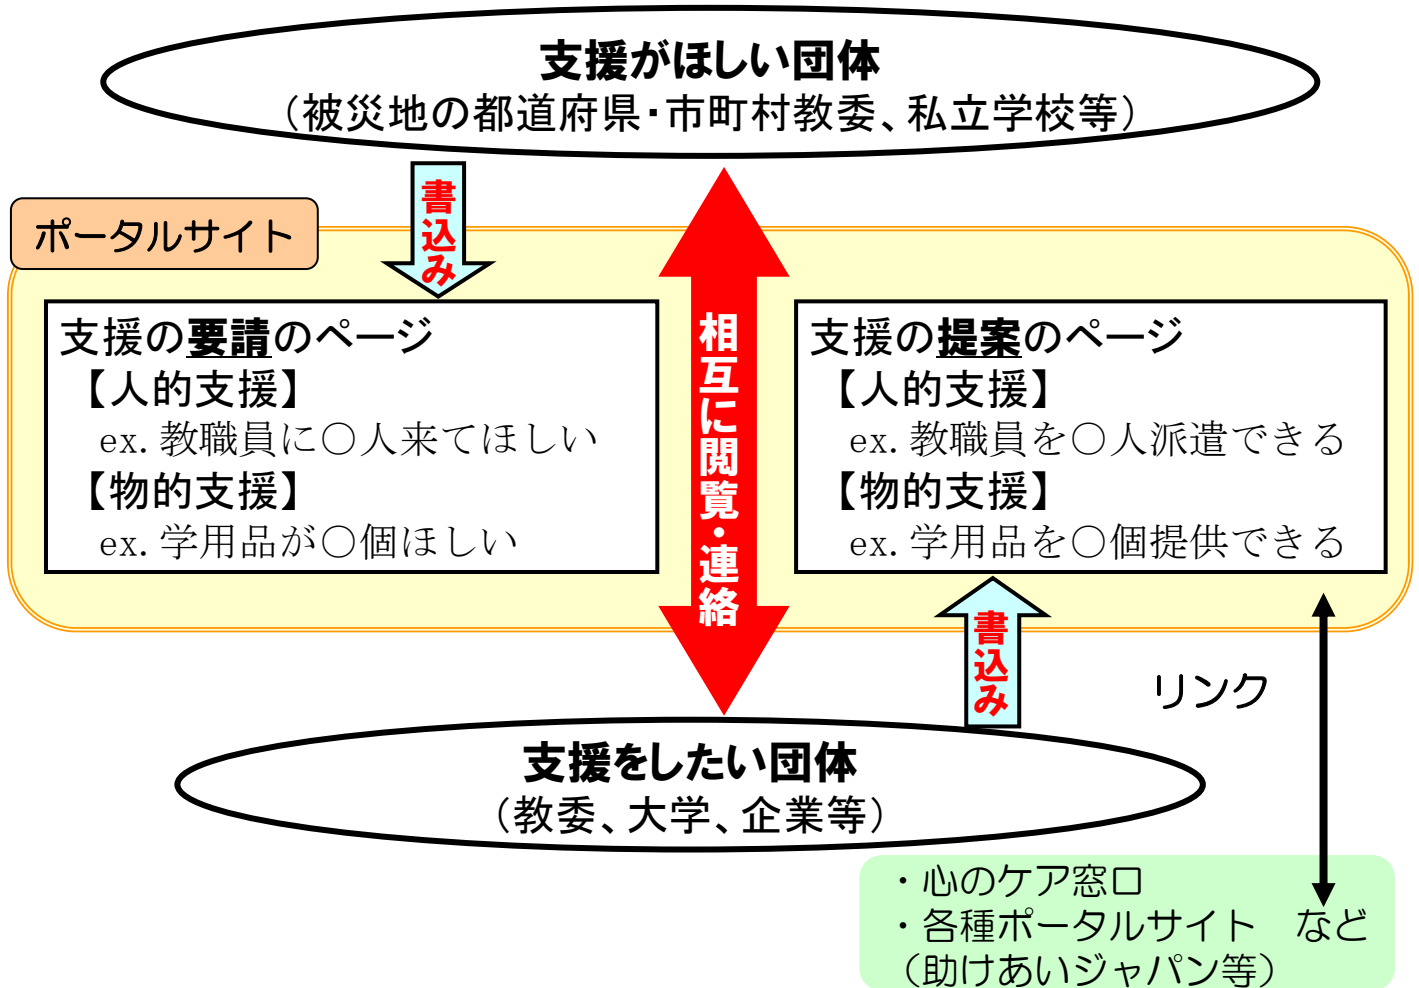 支援がほしい団体
（被災地の都道府県・市町村教委、私立学校等）
書込み
ポータルサイト
支援の要請のページ
【人的支援】
ex.教職員に〇人来てほしい
【物的支援】
ex.学用品が〇個ほしい
相互に閲覧・連絡
支援の提案のページ
【人的支援】
ex.教職員を〇人派遣できる
【物的支援】
ex.学用品を〇個提供できる
書込み
リンク
支援をしたい団体
（教委、大学、企業等）
・心のケア窓口
・各種ポータルサイト　など
（助けあいジャパン等）